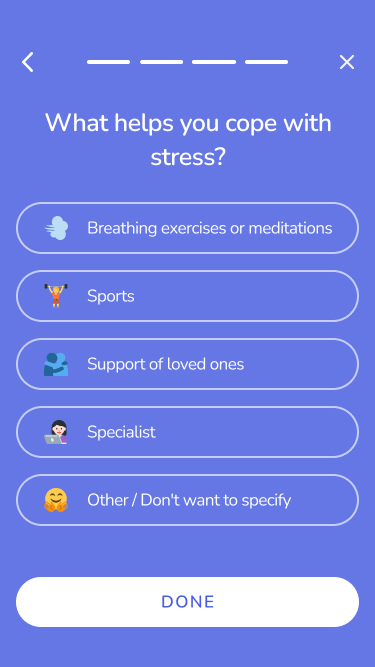 What helps you cope with
stress?
Breathing exercises or meditations
Sports
Support of loved ones
Specialist
Other / Don't want to specify
DONE